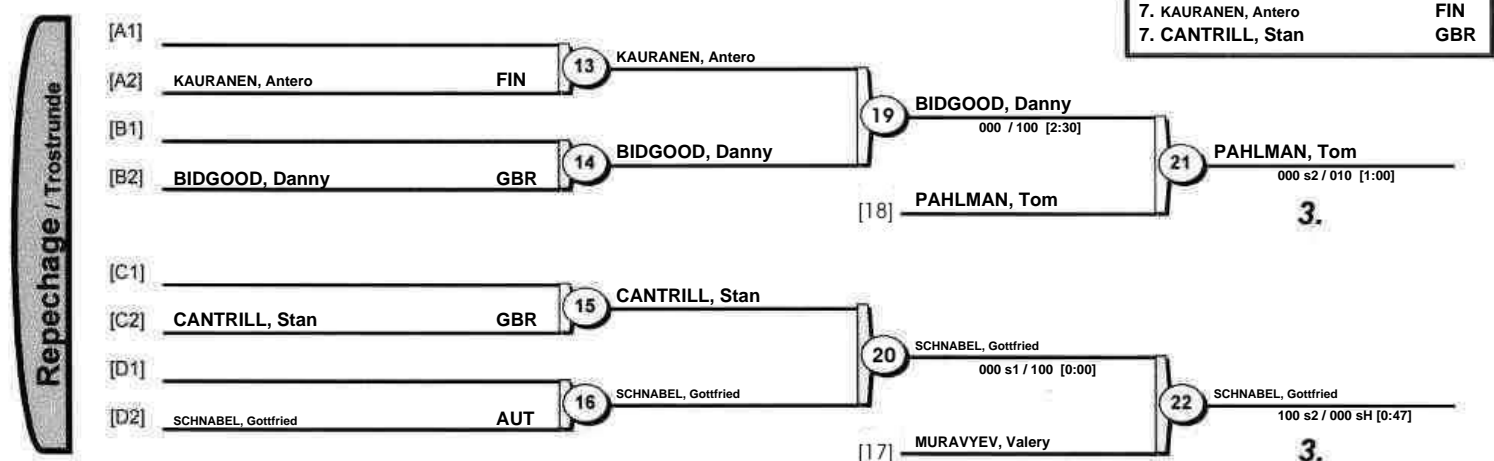 7. KAURANEN, Antero FIN
7. CANTRILL, Stan GBR
Repechage / Trostrunde
[A1]
[A2] KAURANEN, Antero FIN
13 KAURANEN, Antero
[B1]
[B2] BIDGOOD, Danny GBR
14 BIDGOOD, Danny
19 BIDGOOD, Danny
000 / 100 [2:30]
[18] PAHLMAN, Tom
21 PAHLMAN, Tom
000 s2 / 010 [1:00]
3.
[C1]
[C2] CANTRILL, Stan GBR
15 CANTRILL, Stan
[D1]
[D2] SCHNABEL, Gottfried AUT
16 SCHNABEL, Gottfried
20 SCHNABEL, Gottfried
000 s1 / 100 [0:00]
[17] MURAVYEV, Valery
22 SCHNABEL, Gottfried
100 s2 / 000 sH [0:47]
3.